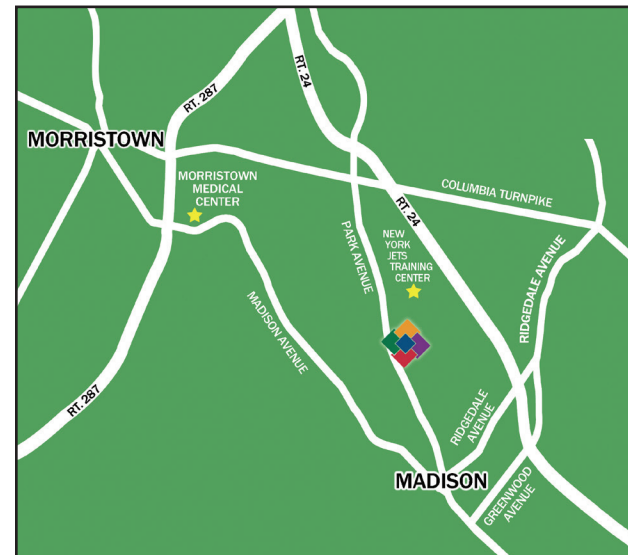 RT. 24
RT. 287
MORRISTOWN
MORRISTOWN
MEDICAL
CENTER
COLUMBIA TURNPIKE
RT. 24
PARK AVENUE
NEW
YORK
JETS
TRAINING
CENTER
RIDGEDALE AVENUE
MADISON AVENUE
RT. 287
RIDGEDALE
AVENUE
MADISON
GREENWOOD
AVENUE